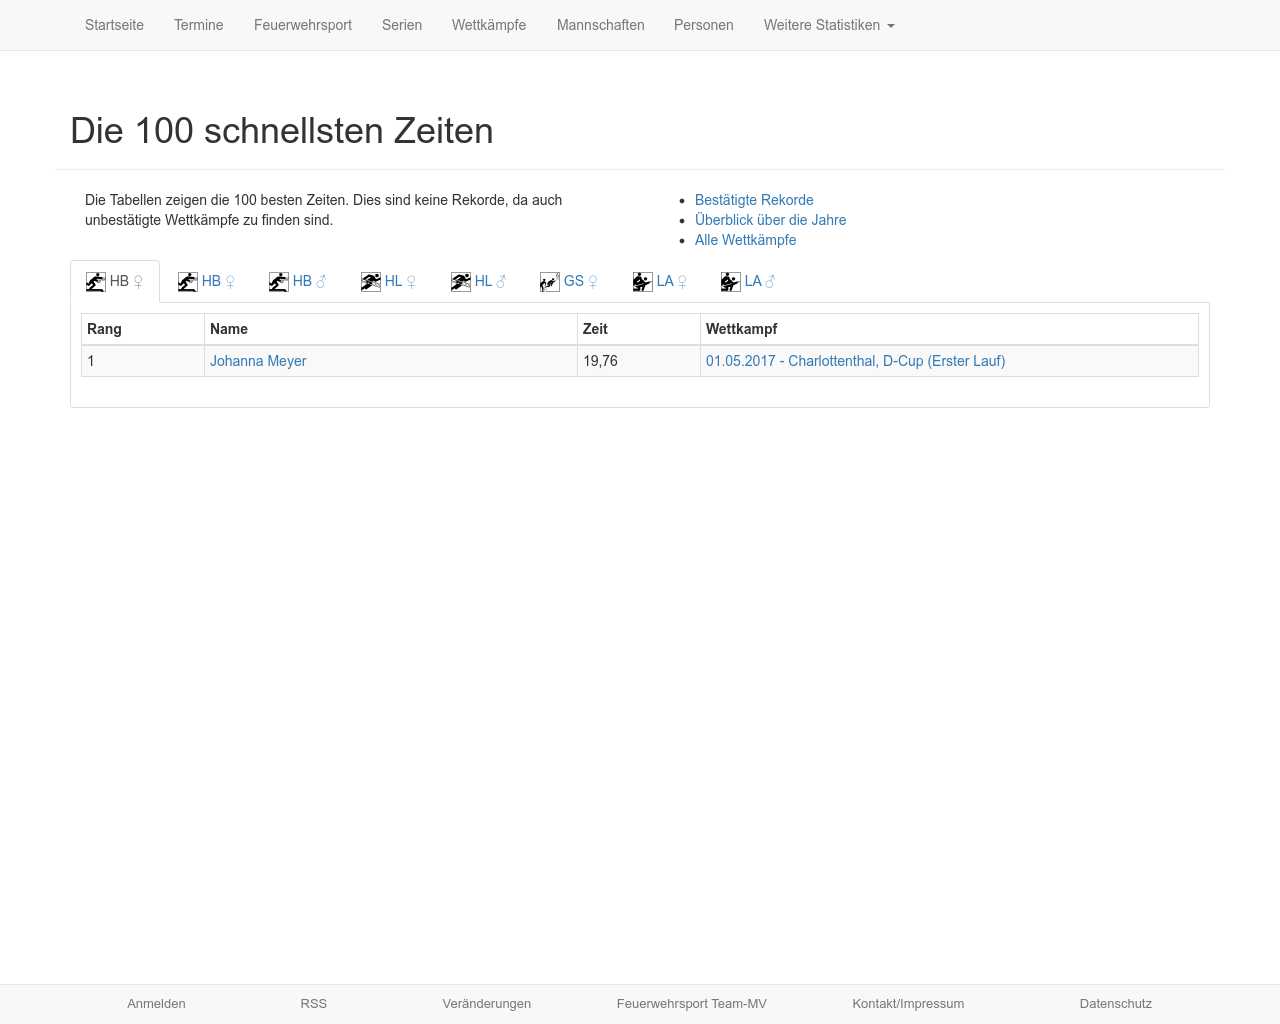 Startseite Termine Feuerwehrsport Serien Wettkämpfe Mannschaften Personen Weitere Statistiken
Die 100 schnellsten Zeiten
Die Tabellen zeigen die 100 besten Zeiten. Dies sind keine Rekorde, da auch
unbestätigte Wettkämpfe zu finden sind.
• Bestätigte Rekorde
• Überblick über die Jahre
• Alle Wettkämpfe
HB ♀ HB ♀ HB ♂ HL ♀ HL ♂ GS ♀ LA ♀ LA ♂
Rang Name Zeit Wettkampf
1 Johanna Meyer 19,76 01.05.2017 - Charlottenthal, D-Cup (Erster Lauf)
Anmelden RSS Veränderungen Feuerwehrsport Team-MV Kontakt/Impressum Datenschutz